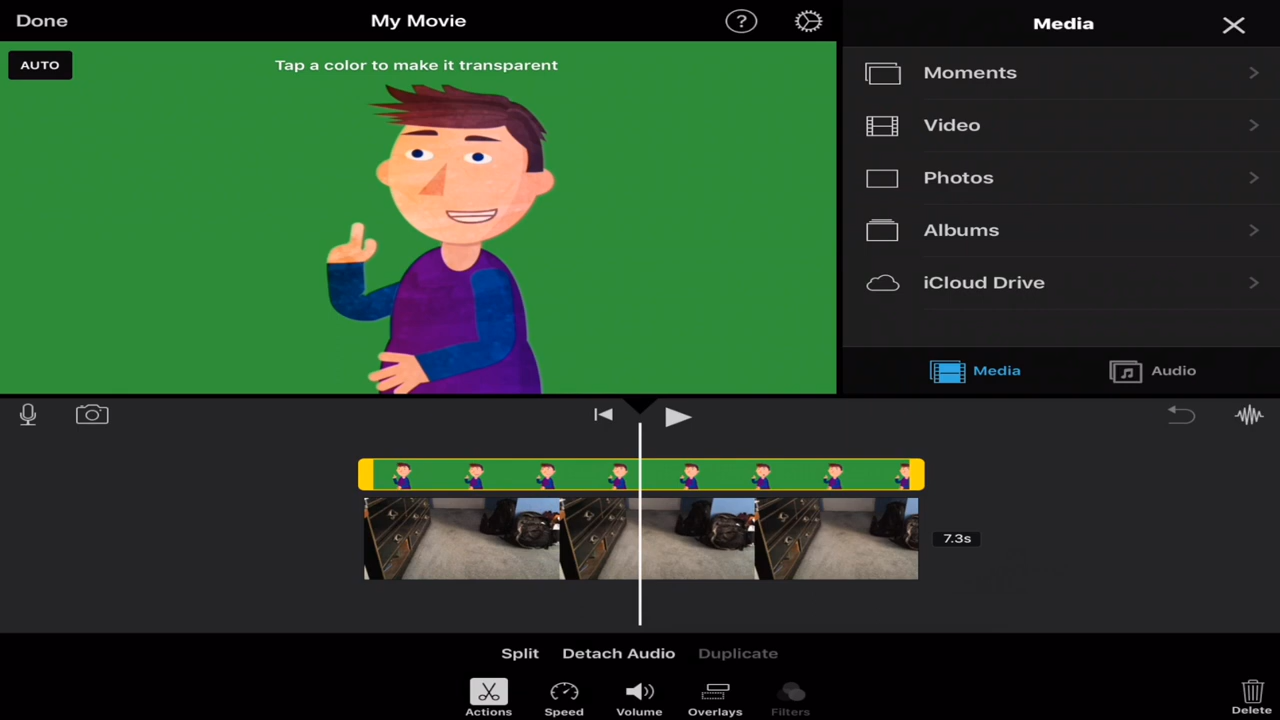 Done
My Movie
?
AUTO
Tap a color to make it transparent
Media
Moments
Video
Photos
Albums
iCloud Drive
Media
Audio
7.3s
Split
Detach Audio
Duplicate
Actions
Speed
Volume
Overlays
Filters
Delete